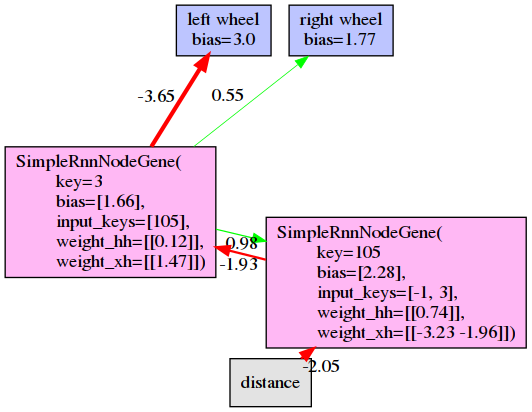 left wheel
bias=3.0
right wheel
bias=1.77
-3.65
0.55
SimpleRnnNodeGene(
key=3
bias=[1.66],
input_keys=[105],
weight_hh=[[0.12]],
weight_xh=[[1.47]])
0.98
-1.93
SimpleRnnNodeGene(
key=105
bias=[2.28],
input_keys=[-1, 3],
weight_hh=[[0.74]],
weight_xh=[[-3.23 -1.96]])
-2.05
distance